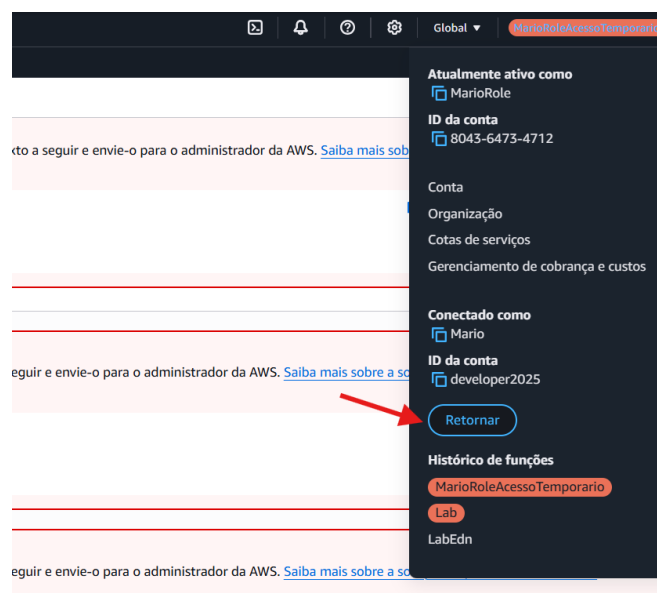 Global ▼ MarioRoleAcessoTemporario
Atualmente ativo como
MarioRole
ID da conta
8043-6473-4712
xto a seguir e envie-o para o administrador da AWS. Saiba mais sob
Conta
Organização
Cotas de serviços
Gerenciamento de cobrança e custos
Conectado como
Mario
ID da conta
eguir e envie-o para o administrador da AWS. Saiba mais sobre a so
developer2025
Retornar
Histórico de funções
MarioRoleAcessoTemporario
Lab
LabEdn
eguir e envie-o para o administrador da AWS. Saiba mais sobre a so